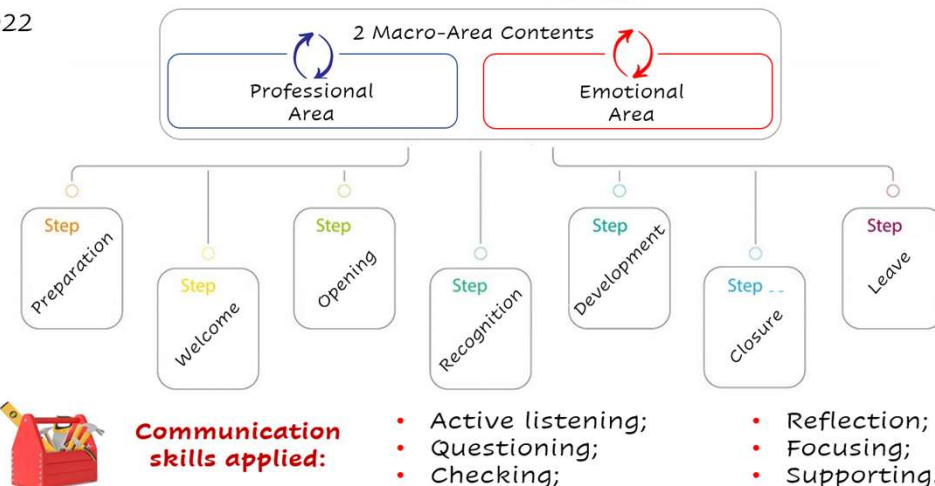 022
2 Macro-Area Contents
Professional
Area
Emotional
Area
Step
Preparation
Step
Welcome
Step
Opening
Step
Recognition
Step
Development
Step --
Closure
Step
Leave
Communication
skills applied:
• Active listening;
• Questioning;
• Checking;
• Reflection;
• Focusing;
• Supporting.